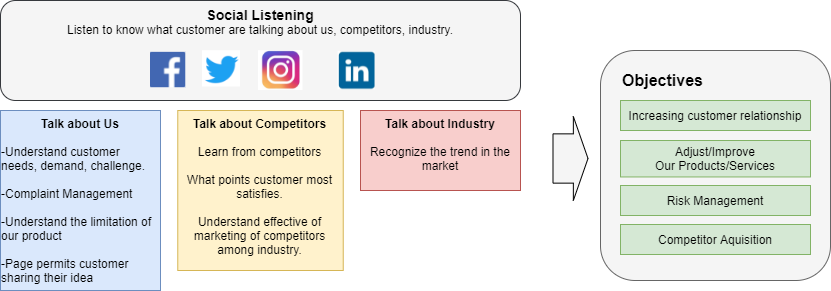 Social Listening
Listen to know what customer are talking about us, competitors, industry.
f
in
Talk about Us
-Understand customer
needs, demand, challenge.
-Complaint Management
-Understand the limitation of
our product
-Page permits customer
sharing their idea
Talk about Competitors
Learn from competitors
What points customer most
satisfies.
Understand effective of
marketing of competitors
among industry.
Talk about Industry
Recognize the trend in the
market
Objectives
Increasing customer relationship
Adjust/Improve
Our Products/Services
Risk Management
Competitor Aquisition